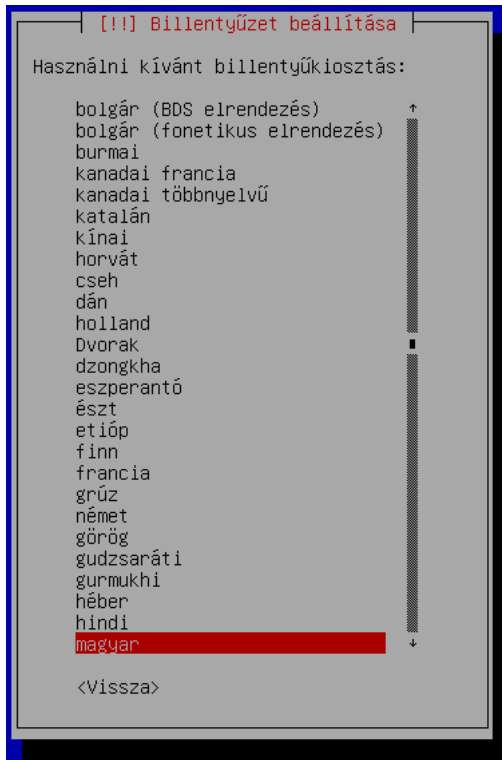 [!!] Billentyűzet beállítása
Használni kívánt billentyűkiosztás:
bolgár (BDS elrendezés)
bolgár (fonetikus elrendezés)
burmai
kanadai francia
kanadai többnyelvű
katalán
kínai
horvát
cseh
dán
holland
Dvorak
dzongkha
eszperantó
észt
etióp
finn
francia
grúz
német
görög
gudzsaráti
gurmukhi
héber
hindi
magyar
<Vissza>